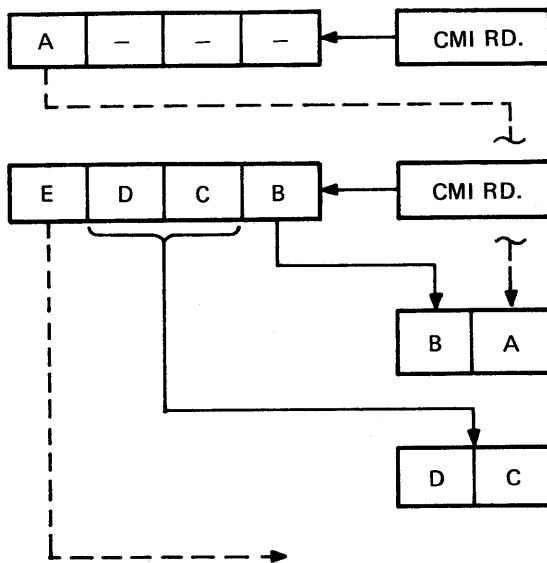 A — — — CMI RD.
E D C B CMI RD.
B A
D C